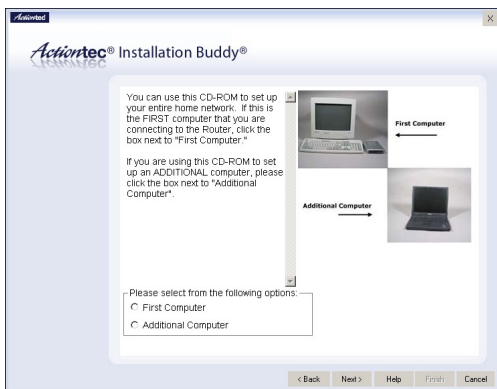 Actiontec
X
Actiontec® Installation Buddy®
You can use this CD-ROM to set up
your entire home network. If this is
the FIRST computer that you are
connecting to the Router, click the
box next to "First Computer."
If you are using this CD-ROM to set
up an ADDITIONAL computer, please
click the box next to "Additional
Computer".
First Computer
Additional Computer
Please select from the following options:
First Computer
Additional Computer
< Back Next > Help Finish Cancel